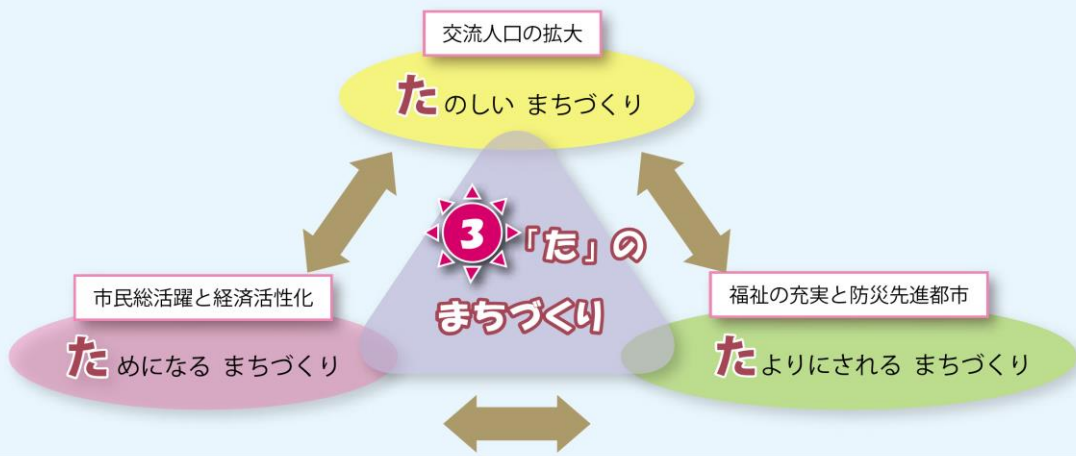 交流人口の拡大
たのしい まちづくり
3「た」の
まちづくり
市民総活躍と経済活性化
ためになる まちづくり
福祉の充実と防災先進都市
たよりにされる まちづくり